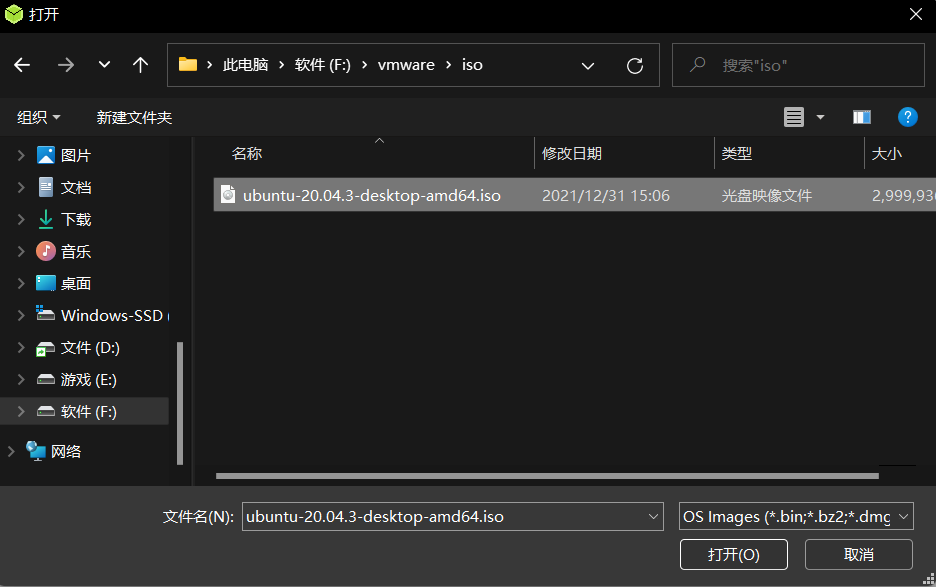 打开
此电脑 › 软件 (F:) › vmware › iso
搜索"iso"
组织
新建文件夹
名称
修改日期
类型
大小
ubuntu-20.04.3-desktop-amd64.iso
2021/12/31 15:06
光盘映像文件
2,999,93
图片
文档
下载
音乐
桌面
Windows-SSD (
文件 (D:)
游戏 (E:)
软件 (F:)
网络
文件名(N):
ubuntu-20.04.3-desktop-amd64.iso
OS Images (*.bin;*.bz2;*.dmg
打开(O)
取消